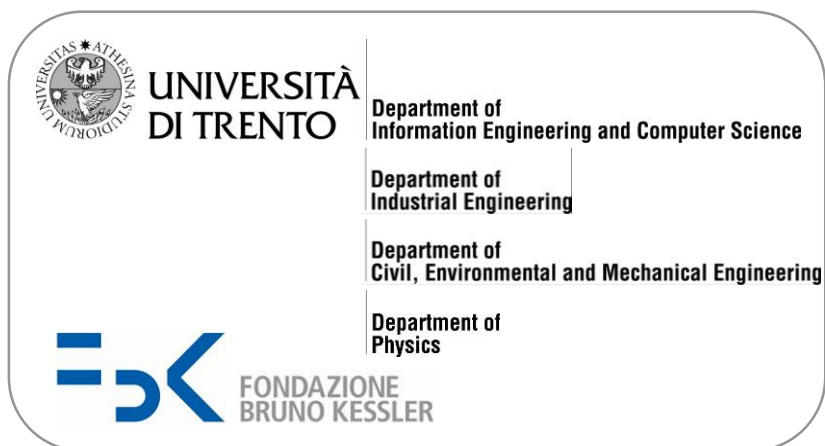 UNIVERSITAS ✷ ATHESINA STUDIORUM
UNIVERSITÀ
DI TRENTO
Department of
Information Engineering and Computer Science
Department of
Industrial Engineering
Department of
Civil, Environmental and Mechanical Engineering
Department of
Physics
FBK
FONDAZIONE
BRUNO KESSLER